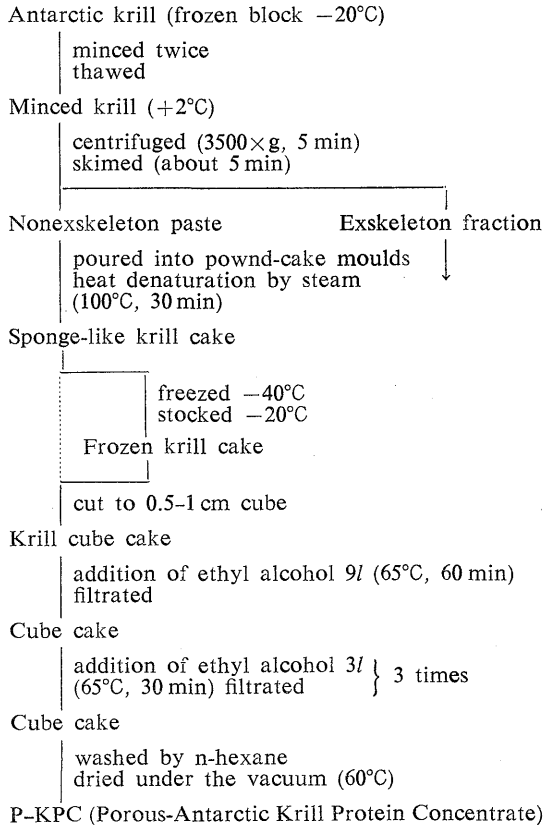 Antarctic krill (frozen block −20°C)
minced twice
thawed
Minced krill (+2°C)
centrifuged (3500×g, 5 min)
skimed (about 5 min)
Nonexskeleton paste Exskeleton fraction
poured into pownd-cake moulds
heat denaturation by steam
(100°C, 30 min)
Sponge-like krill cake
freezed −40°C
stocked −20°C
Frozen krill cake
cut to 0.5–1 cm cube
Krill cube cake
addition of ethyl alcohol 9l (65°C, 60 min)
filtrated
Cube cake
addition of ethyl alcohol 3l
(65°C, 30 min) filtrated } 3 times
Cube cake
washed by n-hexane
dried under the vacuum (60°C)
P–KPC (Porous-Antarctic Krill Protein Concentrate)